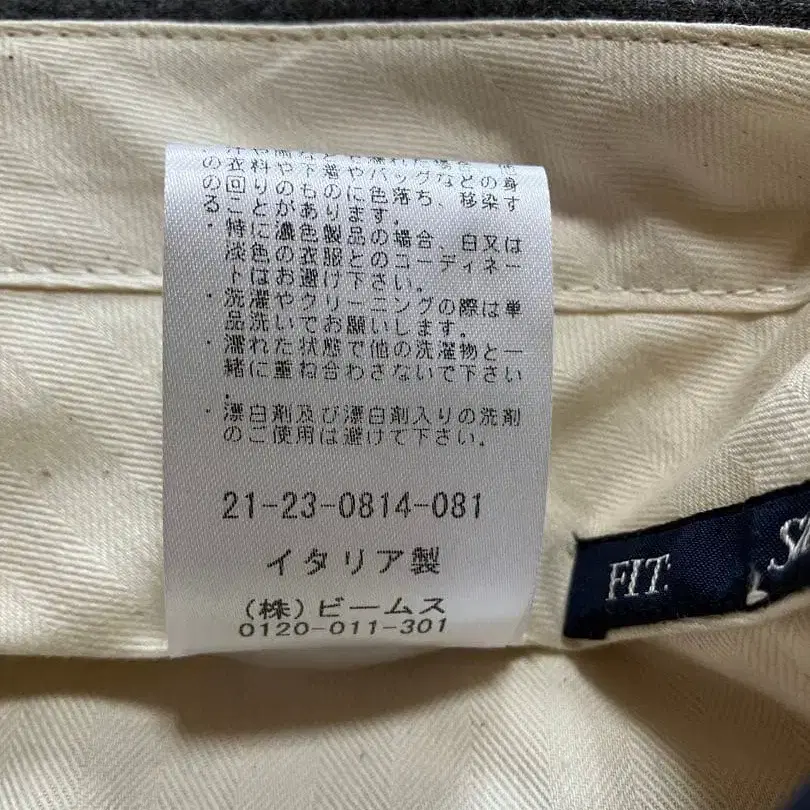 衣料や下着やバッグ、移染
回りのものに色落ち
のることがあります。
・特に濃色製品の場合、白又は
淡色の衣服とのコーディネー
トはお避け下さい。
・洗濯やクリーニングの際は単
品洗いでお願いします。
・濡れた状態で他の洗濯物と一
緒に重ね合わさないで下さい
.
・漂白剤及び漂白剤入りの洗剤
のご使用は避けて下さい。
21-23-0814-081
イタリア製
(株)ビームス
0120-011-301
FIT: